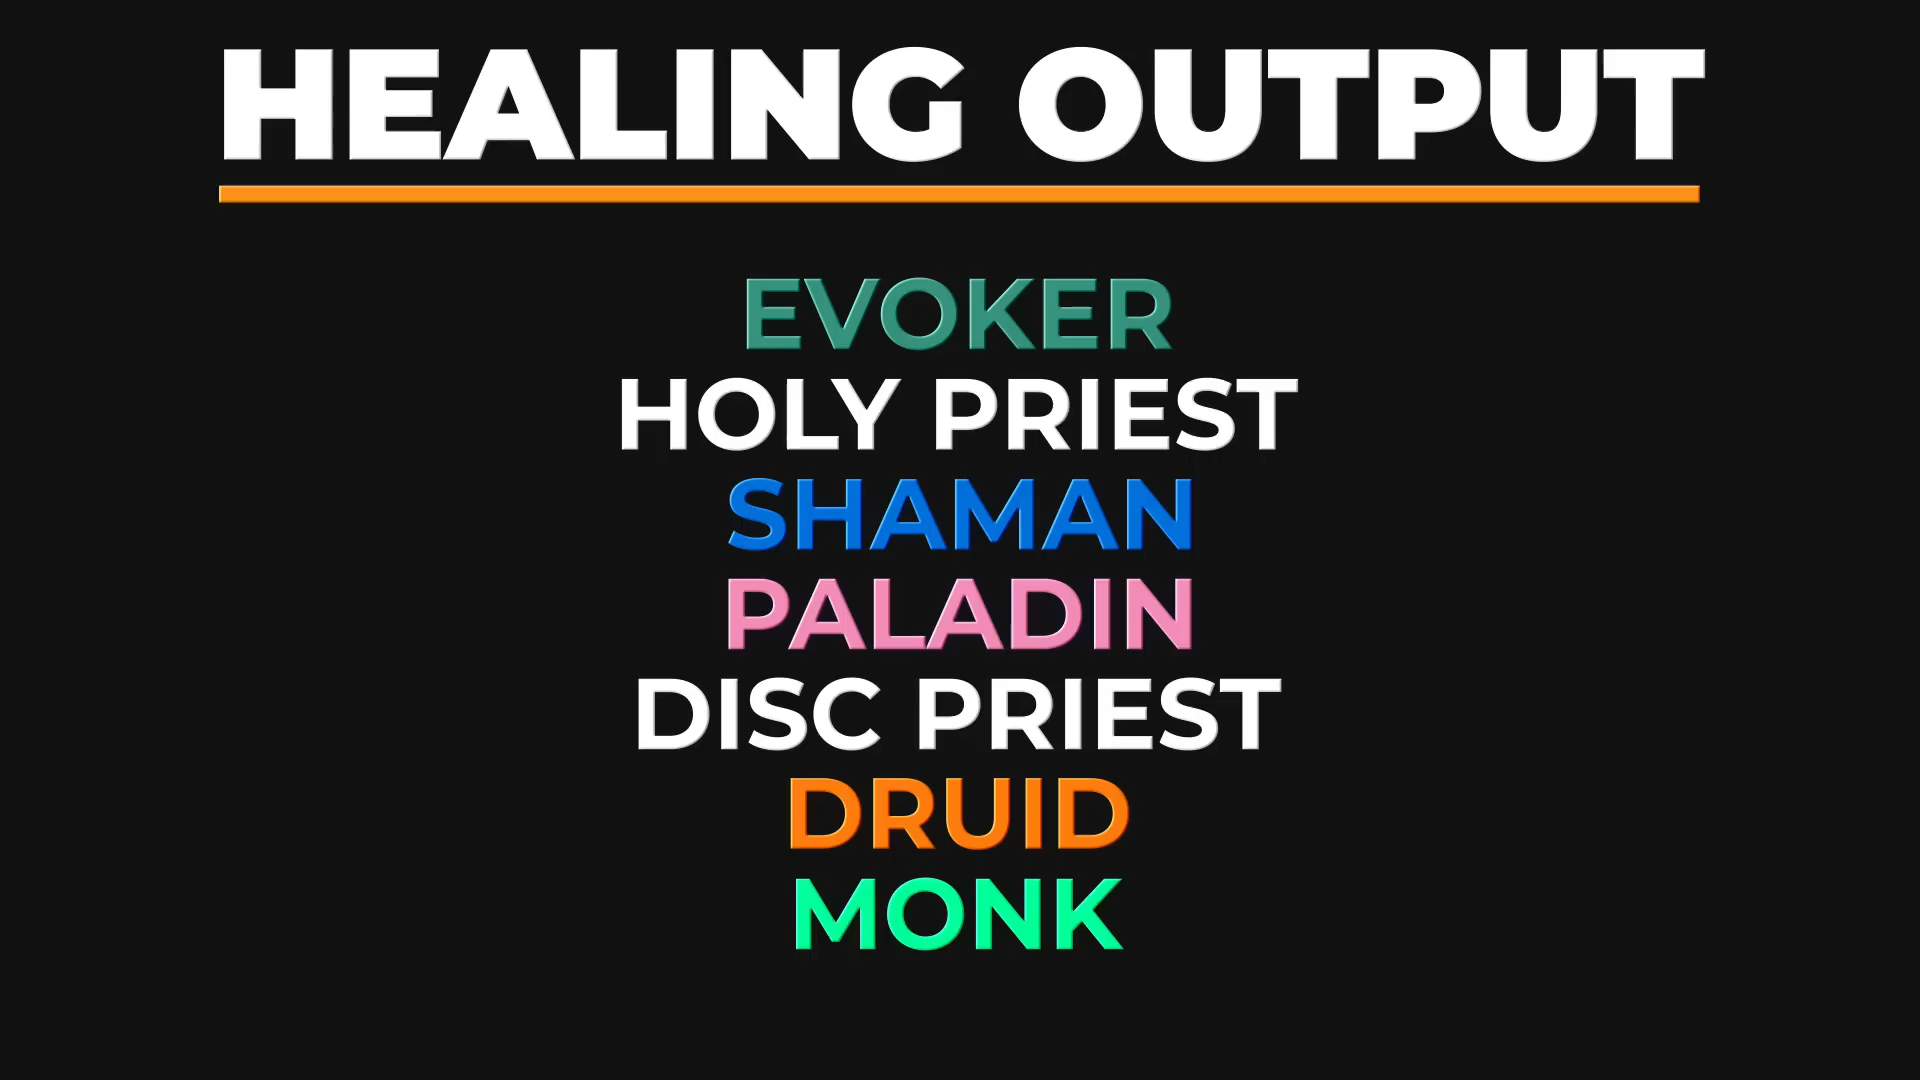 HEALING OUTPUT
EVOKER
HOLY PRIEST
SHAMAN
PALADIN
DISC PRIEST
DRUID
MONK